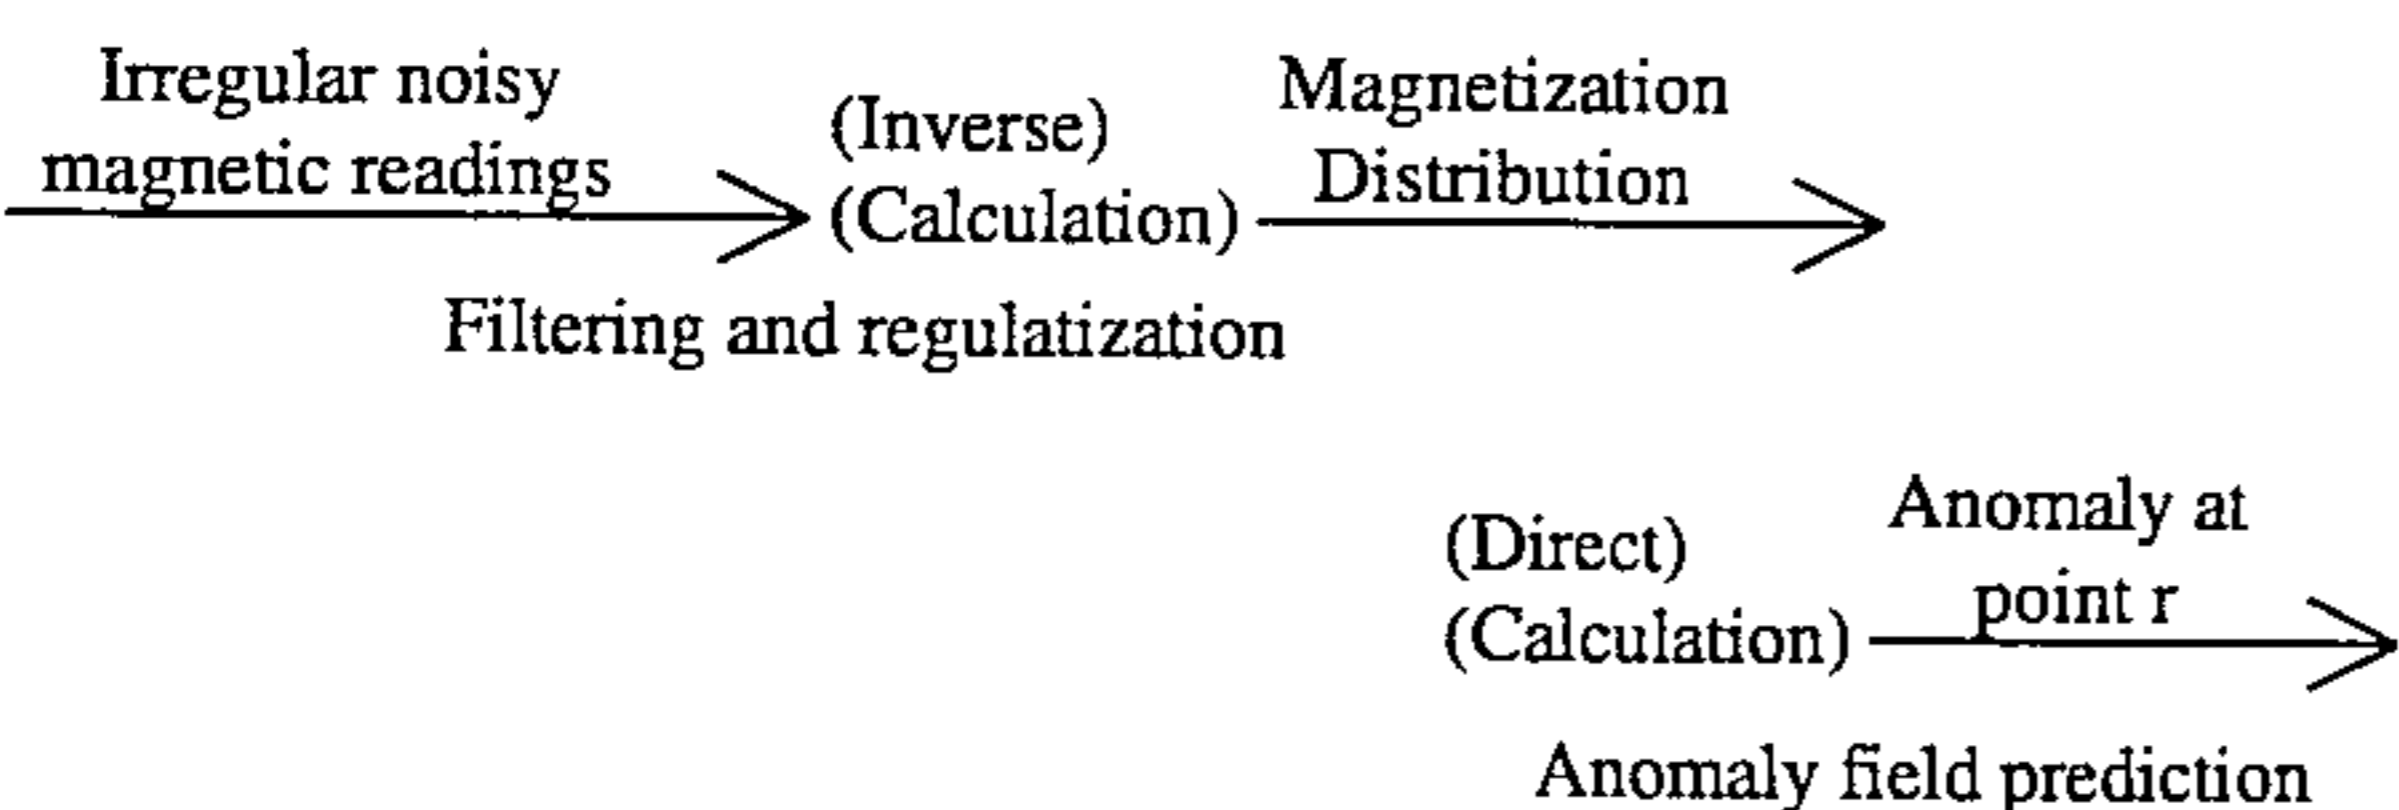 Irregular noisy
magnetic readings
(Inverse)
(Calculation)
Magnetization
Distribution
Filtering and regulatization
(Direct)
(Calculation)
Anomaly at
point r
Anomaly field prediction